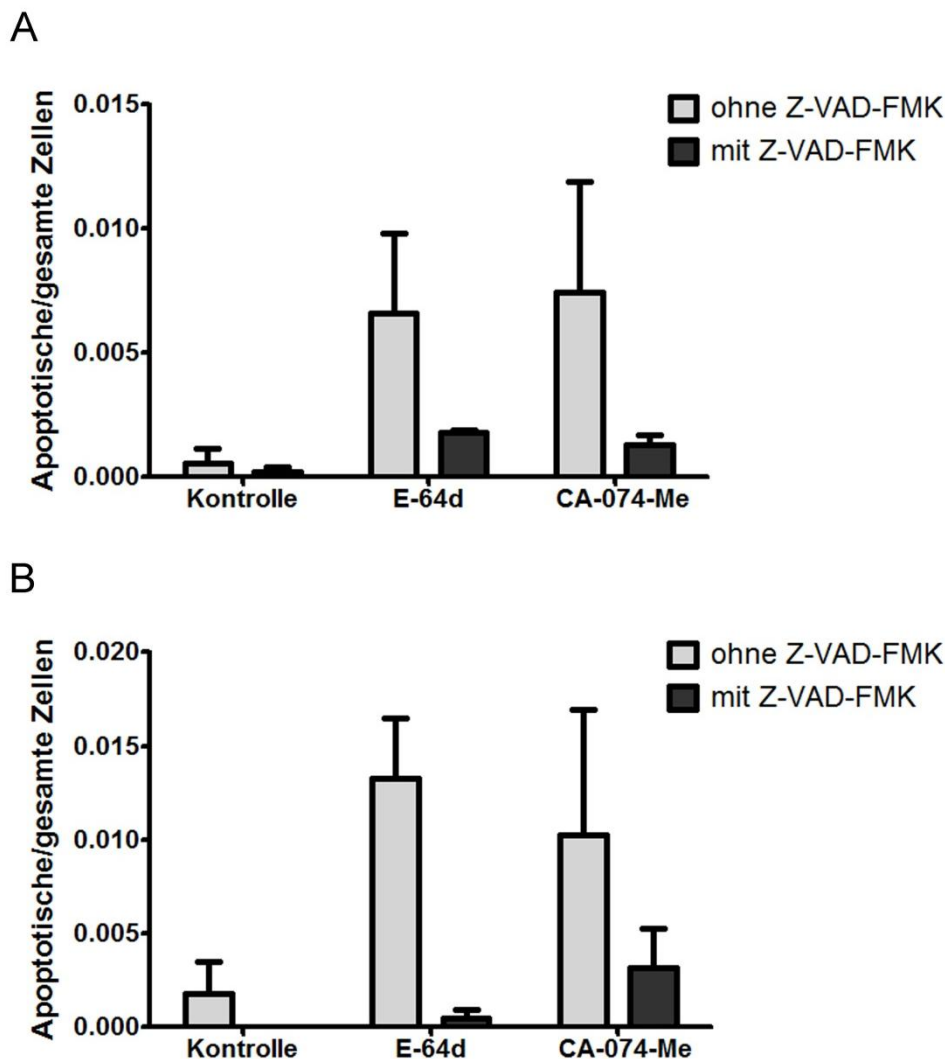 A
Apoptotische/gesamte Zellen
0.015
0.010
0.005
0.000
ohne Z-VAD-FMK
mit Z-VAD-FMK
Kontrolle
E-64d
CA-074-Me
B
Apoptotische/gesamte Zellen
0.020
0.015
0.010
0.005
0.000
ohne Z-VAD-FMK
mit Z-VAD-FMK
Kontrolle
E-64d
CA-074-Me